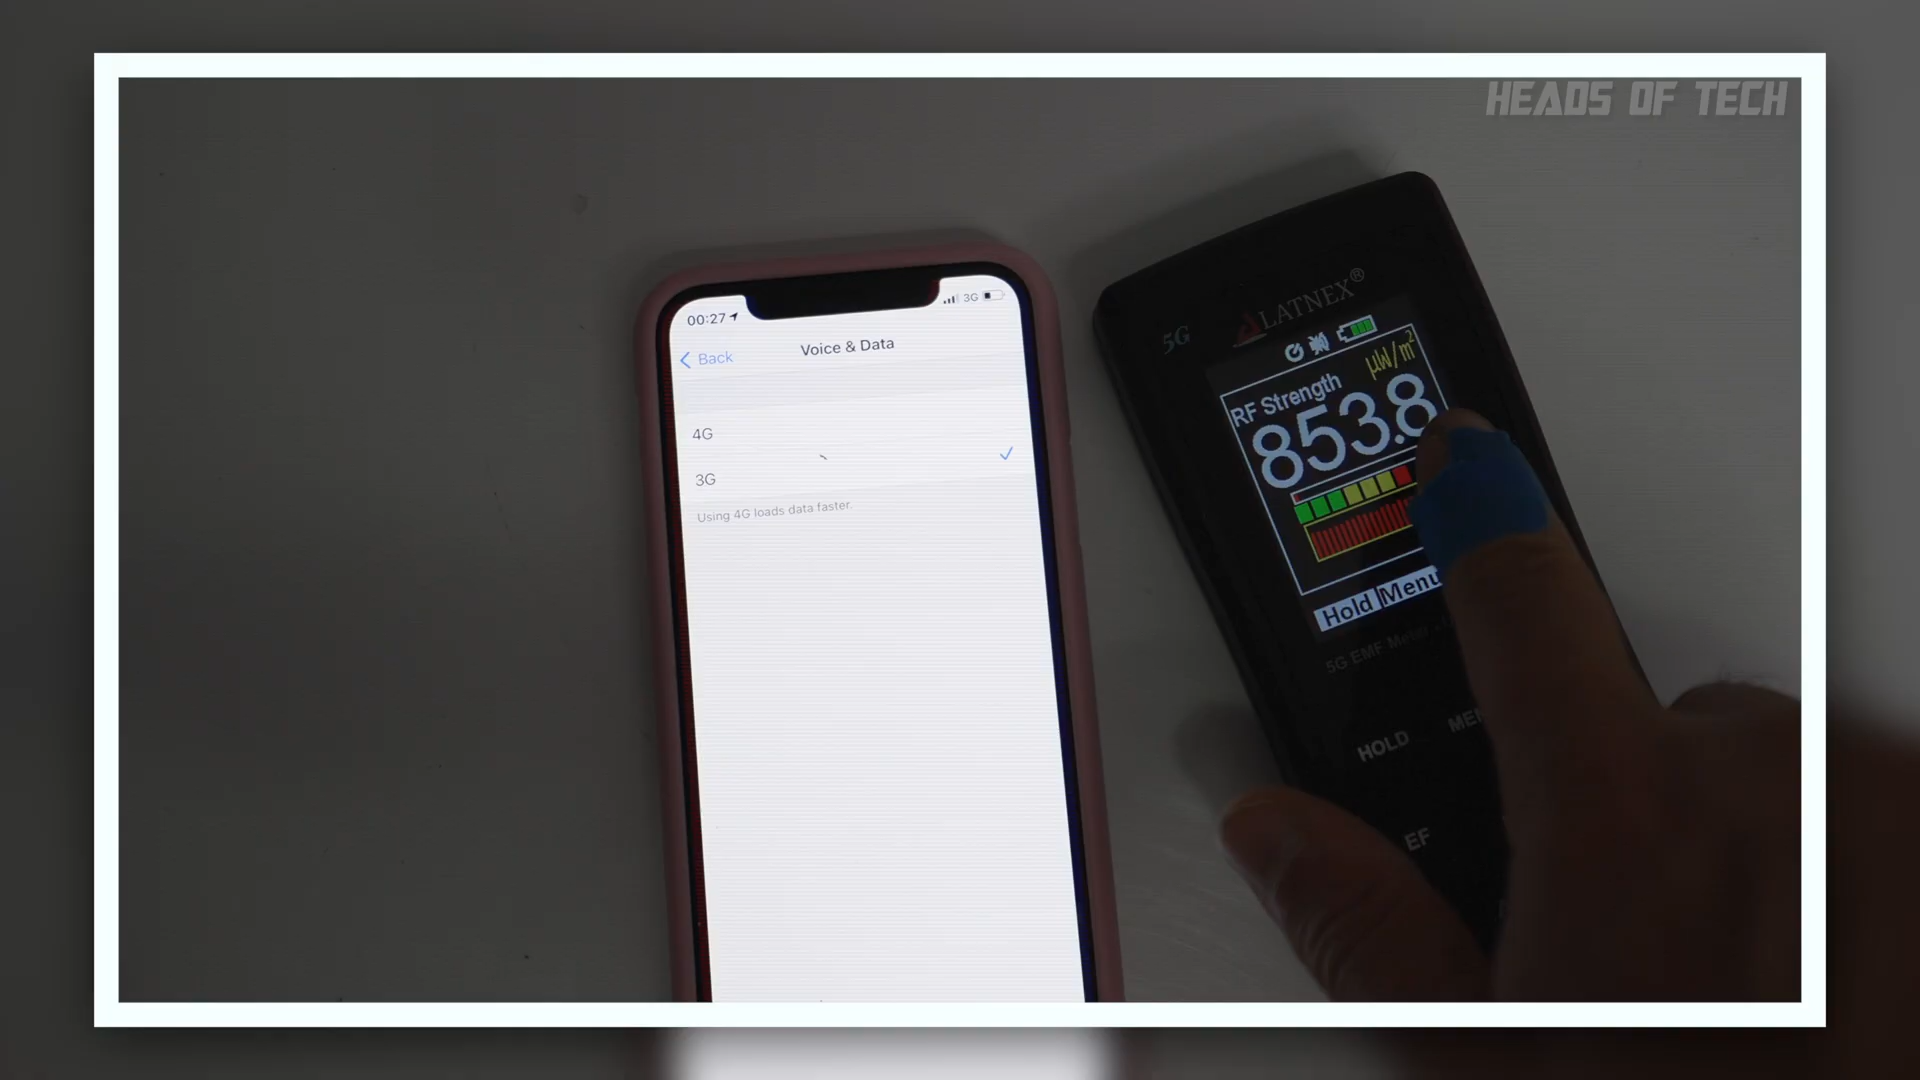 HEADS OF TECH
00:27
3G
Back
Voice & Data
4G
3G
Using 4G loads data faster.
5G
LATNEX®
µW/m²
RF Strength
853.8
Hold
Menu
5G EMF Meter
HOLD
EF